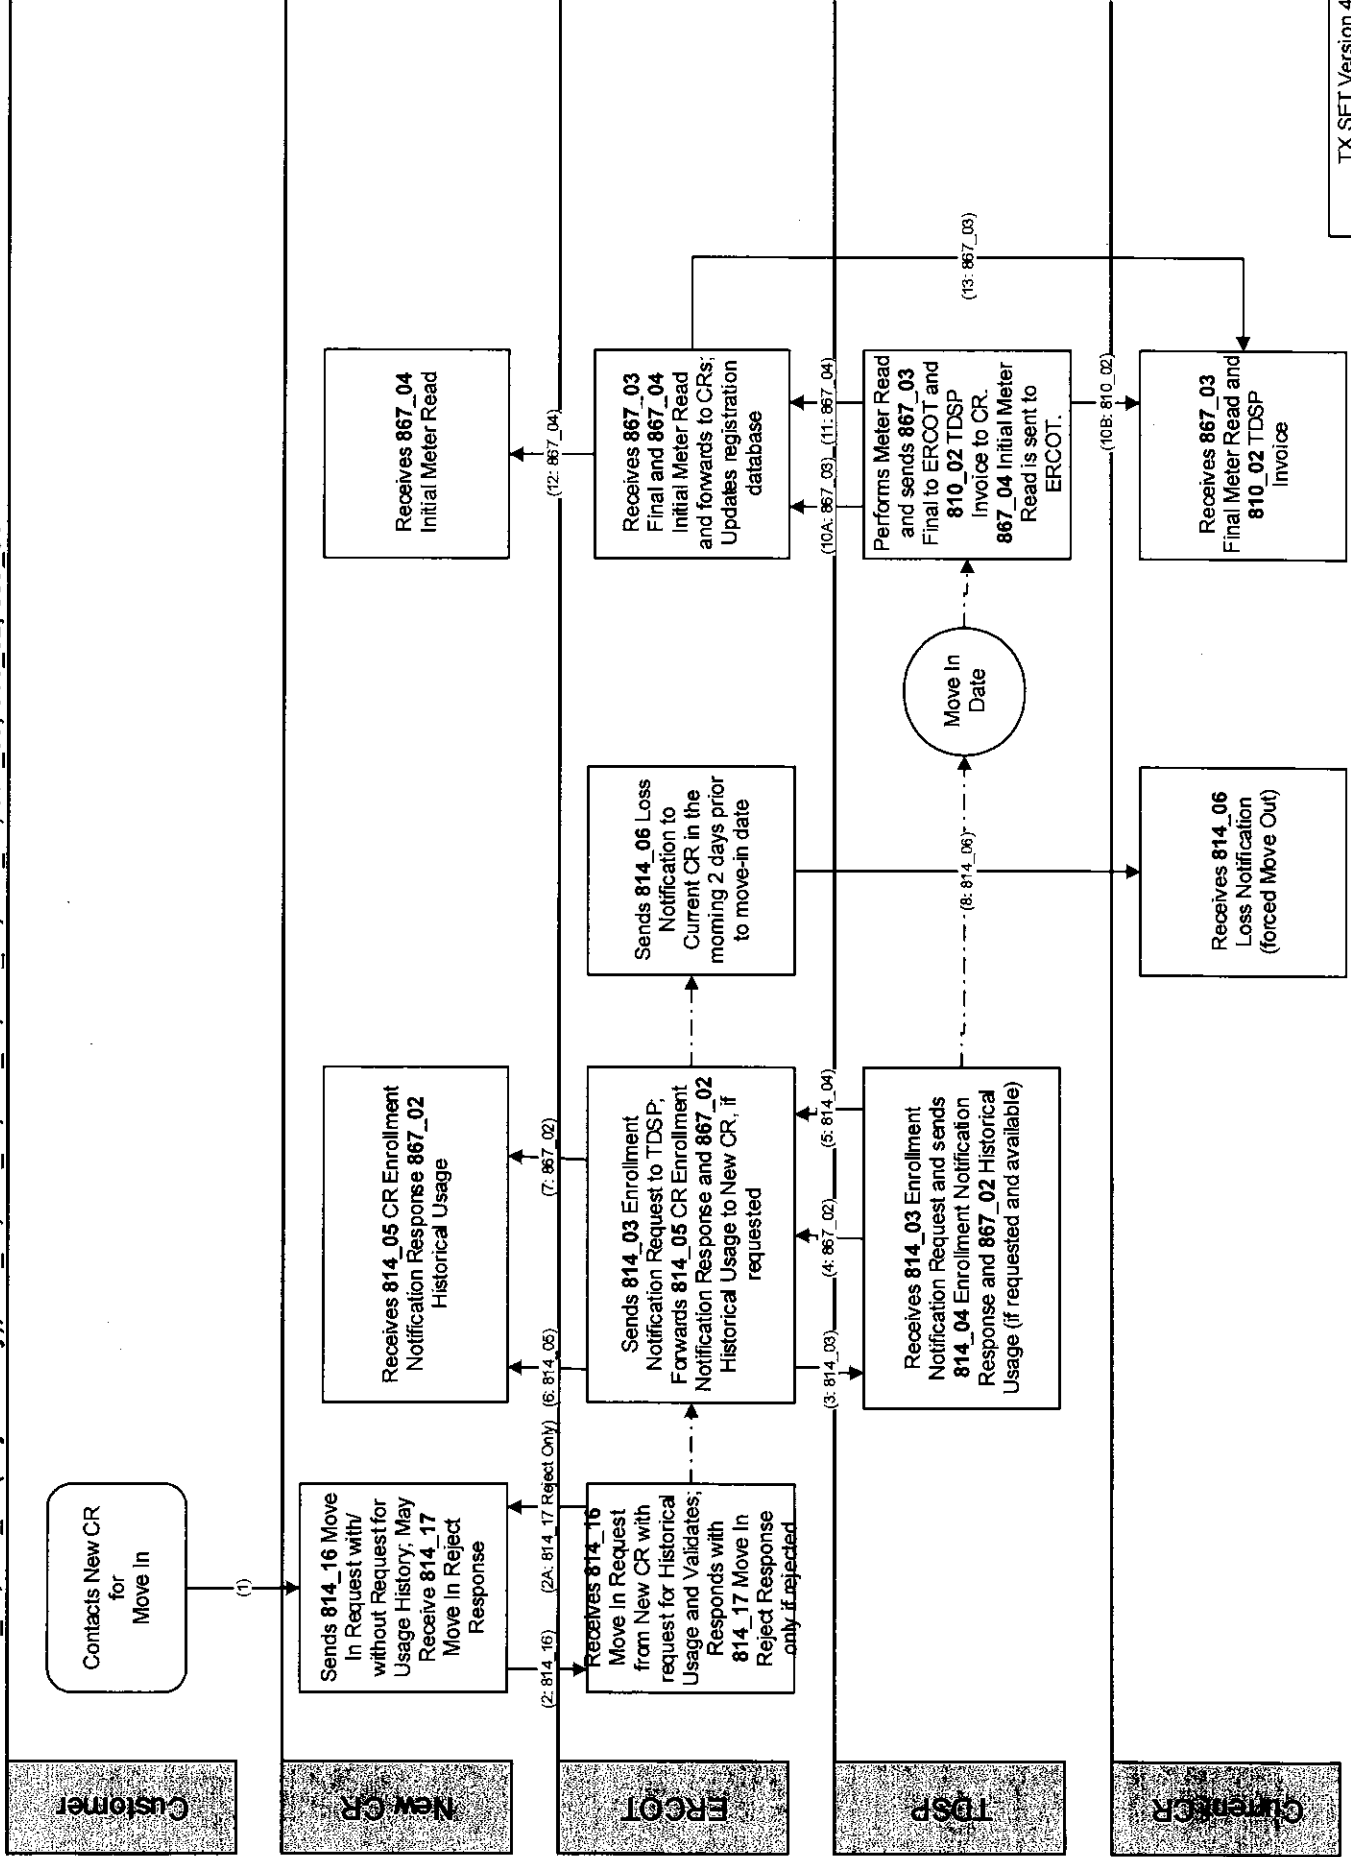 Customer
Contacts New CR
for
Move In
(1)
New CR
Sends 814_16 Move
In Request with/
without Request for
Usage History; May
Receive 814_17
Move In Reject
Response
Receives 814_05 CR Enrollment
Notification Response 867_02
Historical Usage
Receives 867_04
Initial Meter Read
(2: 814_16)
(2A: 814_17 Reject Only)
(6: 814_05)
(7: 867_02)
(12: 867_04)
ERCOT
Receives 814_16
Move In Request
from New CR with
request for Historical
Usage and Validates;
Responds with
814_17 Move In
Reject Response
only if rejected
Sends 814_03 Enrollment
Notification Request to TDSP;
Forwards 814_05 CR Enrollment
Notification Response and 867_02
Historical Usage to New CR, if
requested
Sends 814_06 Loss
Notification to
Current CR in the
morning 2 days prior
to move-in date
Receives 867_03
Final and 867_04
Initial Meter Read
and forwards to CRs;
Updates registration
database
(3: 814_03)
(4: 867_02)
(5: 814_04)
(10A: 867_03)
(11: 867_04)
TDSP
Receives 814_03 Enrollment
Notification Request and sends
814_04 Enrollment Notification
Response and 867_02 Historical
Usage (if requested and available)
(8: 814_06)
Move In
Date
Performs Meter Read
and sends 867_03
Final to ERCOT and
810_02 TDSP
Invoice to CR.
867_04 Initial Meter
Read is sent to
ERCOT.
(13: 867_03)
(10B: 810_02)
Current CR
Receives 814_06
Loss Notification
(forced Move Out)
Receives 867_03
Final Meter Read and
810_02 TDSP
Invoice
TX SET Version 4